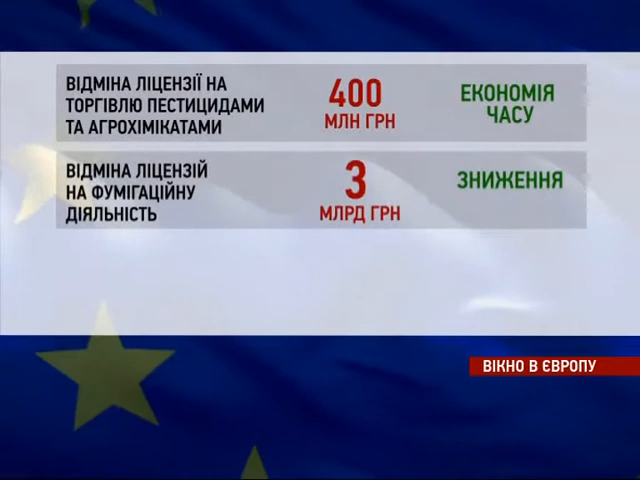 ВІДМІНА ЛІЦЕНЗІЇ НА
ТОРГІВЛЮ ПЕСТИЦИДАМИ
ТА АГРОХІМІКАТАМИ
400
МЛН ГРН
ЕКОНОМІЯ
ЧАСУ
ВІДМІНА ЛІЦЕНЗІЙ
НА ФУМІГАЦІЙНУ
ДІЯЛЬНІСТЬ
3
МЛРД ГРН
ЗНИЖЕННЯ
ВІКНО В ЄВРОПУ